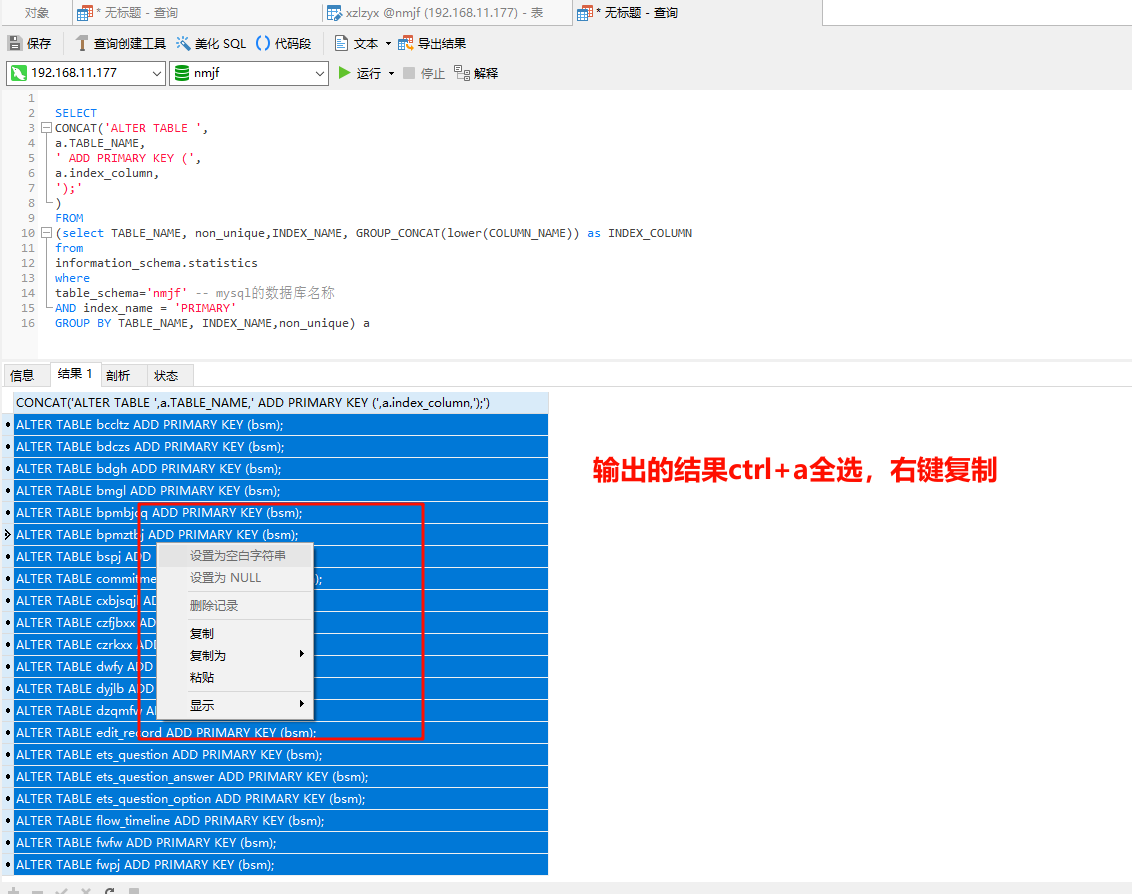 对象
* 无标题 - 查询
xzlzyx @nmjf (192.168.11.177) - 表
* 无标题 - 查询
保存
查询创建工具
美化 SQL
代码段
文本
导出结果
192.168.11.177
nmjf
运行
停止
解释
1
2 SELECT
3 CONCAT('ALTER TABLE ',
4 a.TABLE_NAME,
5 ' ADD PRIMARY KEY (',
6 a.index_column,
7 ');'
8 )
9 FROM
10 (select TABLE_NAME, non_unique,INDEX_NAME, GROUP_CONCAT(lower(COLUMN_NAME)) as INDEX_COLUMN
11 from
12 information_schema.statistics
13 where
14 table_schema='nmjf' -- mysql的数据库名称
15 AND index_name = 'PRIMARY'
16 GROUP BY TABLE_NAME, INDEX_NAME,non_unique) a
信息
结果 1
剖析
状态
CONCAT('ALTER TABLE ',a.TABLE_NAME,' ADD PRIMARY KEY (',a.index_column,');')
ALTER TABLE bccltz ADD PRIMARY KEY (bsm);
ALTER TABLE bdczs ADD PRIMARY KEY (bsm);
ALTER TABLE bdgh ADD PRIMARY KEY (bsm);
输出的结果ctrl+a全选，右键复制
ALTER TABLE bmgl ADD PRIMARY KEY (bsm);
ALTER TABLE bpmbjcq ADD PRIMARY KEY (bsm);
ALTER TABLE bpmztbj ADD PRIMARY KEY (bsm);
ALTER TABLE bspj ADD
设置为空白字符串
ALTER TABLE commitme
设置为 NULL
);
ALTER TABLE cxbjsqj
删除记录
ALTER TABLE czfjbxx AD
复制
ALTER TABLE czrkxx ADD
复制为
ALTER TABLE dwfy ADD
粘贴
ALTER TABLE dyjlb ADD
显示
ALTER TABLE dzqmfw A
ALTER TABLE edit_record ADD PRIMARY KEY (bsm);
ALTER TABLE ets_question ADD PRIMARY KEY (bsm);
ALTER TABLE ets_question_answer ADD PRIMARY KEY (bsm);
ALTER TABLE ets_question_option ADD PRIMARY KEY (bsm);
ALTER TABLE flow_timeline ADD PRIMARY KEY (bsm);
ALTER TABLE fwfw ADD PRIMARY KEY (bsm);
ALTER TABLE fwpj ADD PRIMARY KEY (bsm);